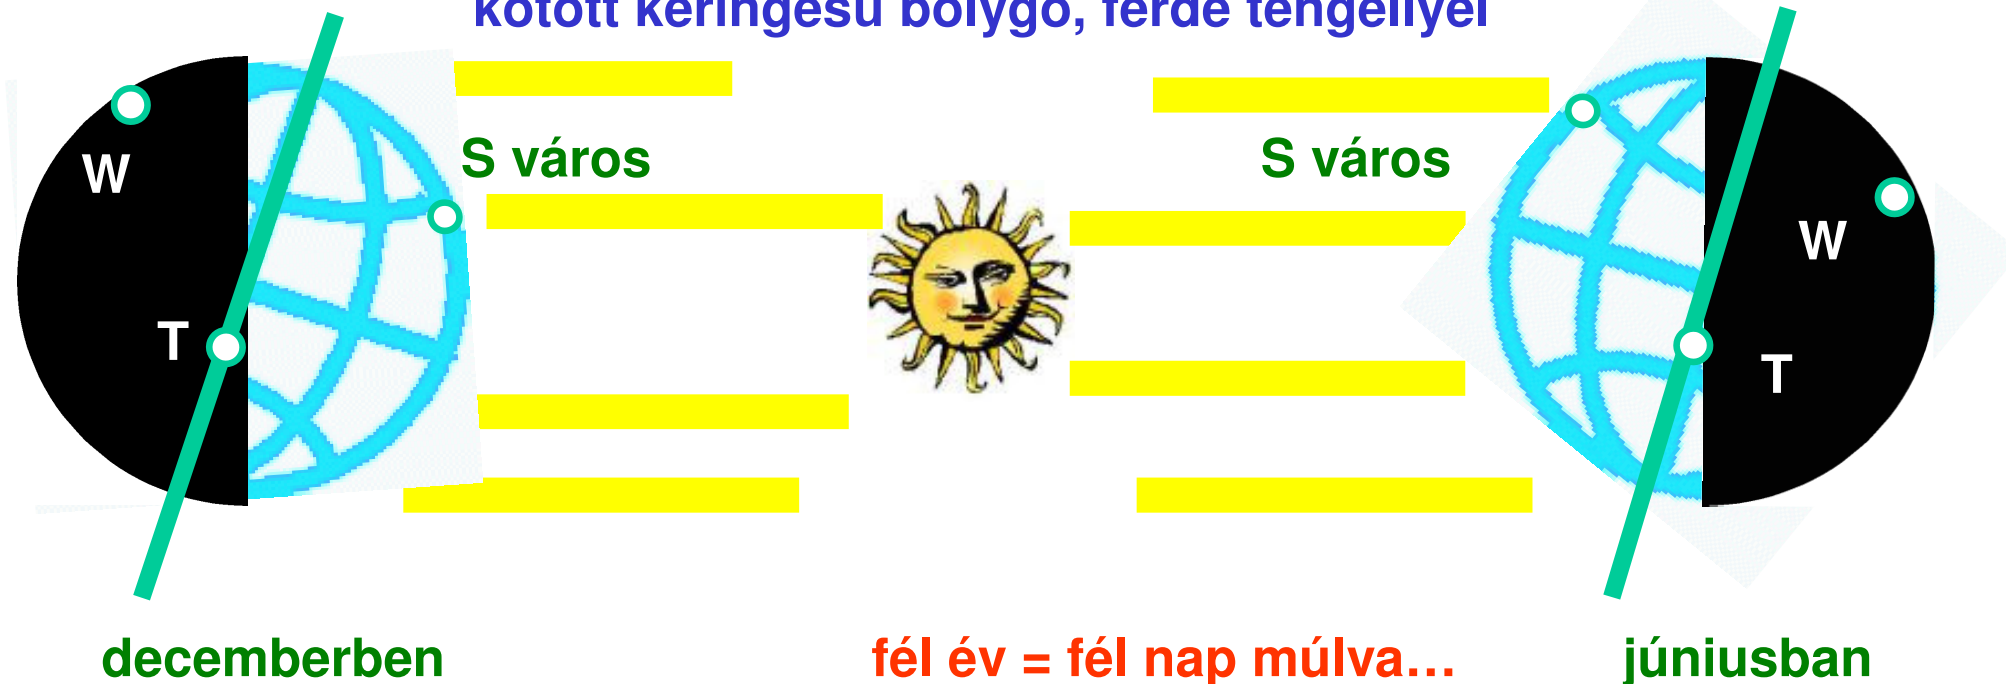 kötött keringésű bolygó, ferde tengellyel
S város
S város
W
W
T
T
decemberben
fél év = fél nap múlva…
júniusban